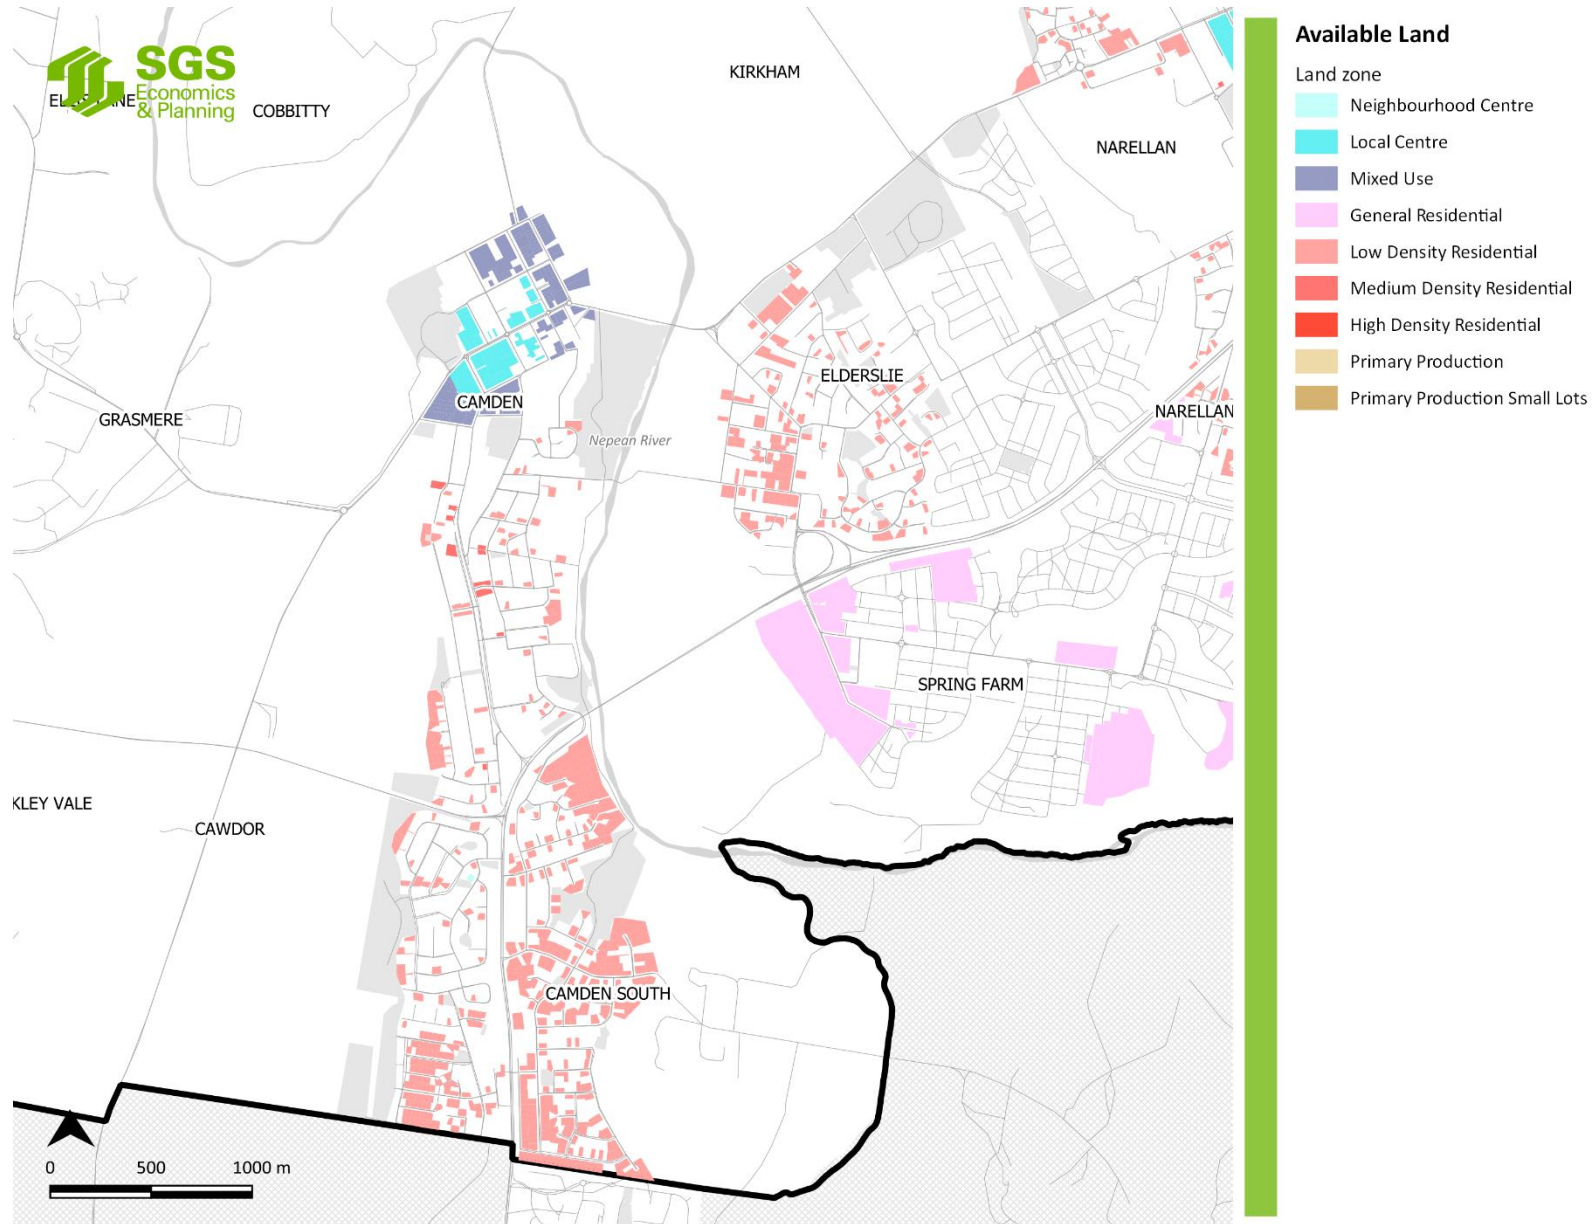 SGS
Economics
& Planning
COBBITTY
KIRKHAM
NARELLAN
ELDERSLIE
CAMDEN
GRASMERE
NARELLAN
Nepean River
SPRING FARM
KLEY VALE
CAWDOR
CAMDEN SOUTH
0 500 1000 m
Available Land
Land zone
Neighbourhood Centre
Local Centre
Mixed Use
General Residential
Low Density Residential
Medium Density Residential
High Density Residential
Primary Production
Primary Production Small Lots